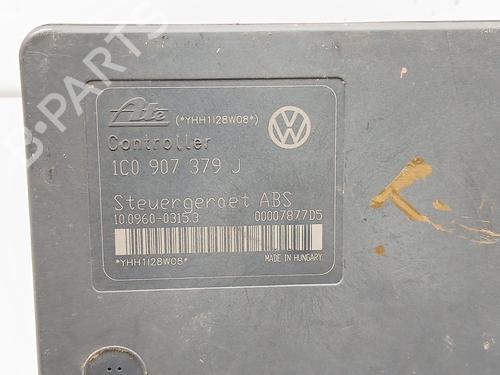 B-PARTS
Ate (*YHH1I28W08*)
Controller
1C0 907 379 J
Steuergeraet ABS
10.0960-0315.3 00007877D5
*YHH1I28W08*
MADE IN HUNGARY